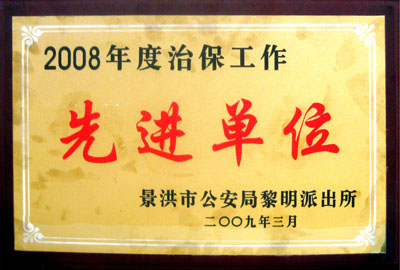 2008年度治保工作
先进单位
景洪市公安局黎明派出所
二〇〇九年三月